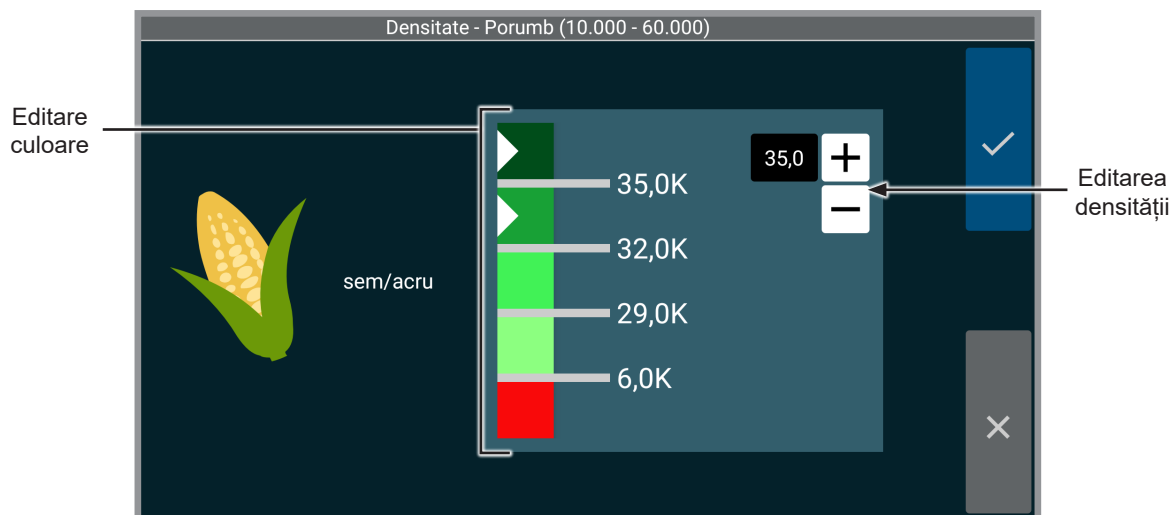 Densitate - Porumb (10.000 - 60.000)
Editare
culoare
35,0
35,0K
Editarea
densității
32,0K
sem/acru
29,0K
6,0K